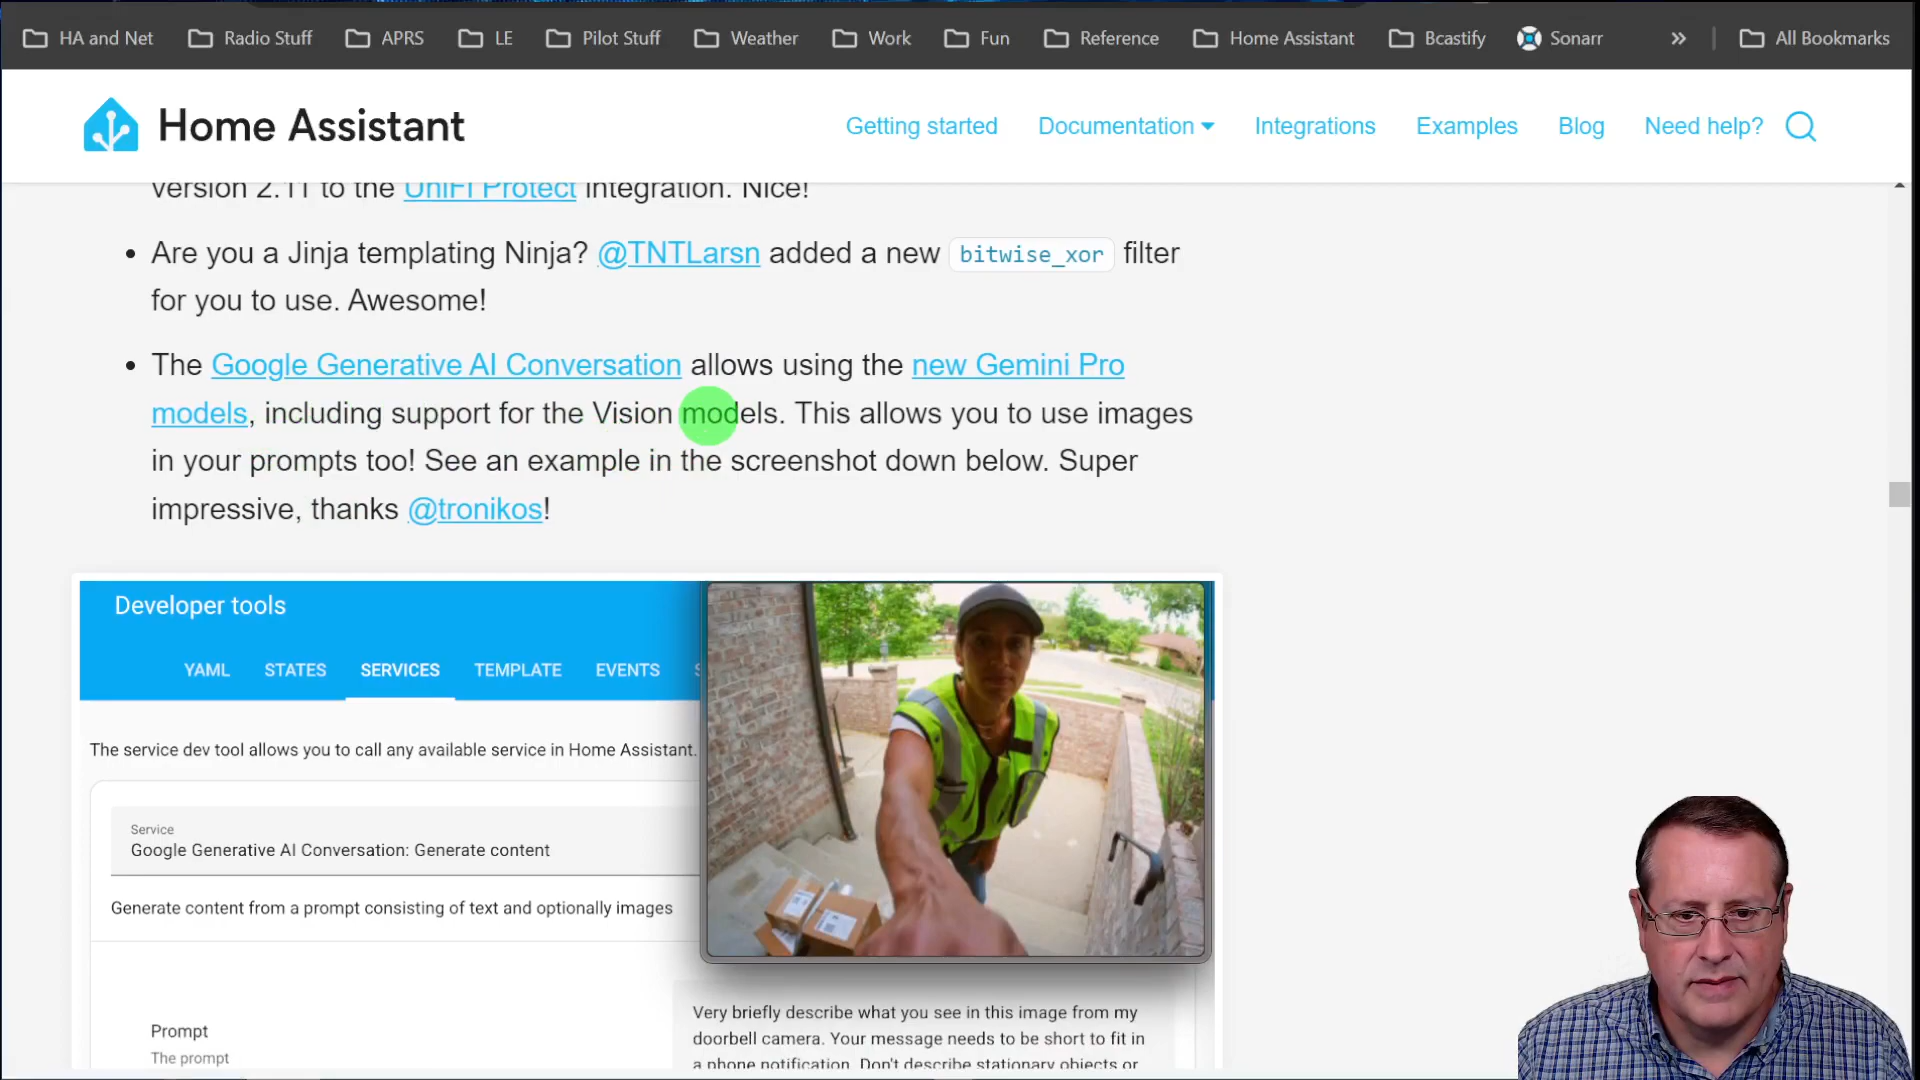 HA and Net Radio Stuff APRS LE Pilot Stuff Weather Work Fun Reference Home Assistant Bcastify Sonarr » All Bookmarks
Home Assistant Getting started Documentation Integrations Examples Blog Need help?
version 2.11 to the UniFi Protect integration. Nice!
• Are you a Jinja templating Ninja? @TNTLarsn added a new bitwise_xor filter
for you to use. Awesome!
• The Google Generative AI Conversation allows using the new Gemini Pro
models, including support for the Vision models. This allows you to use images
in your prompts too! See an example in the screenshot down below. Super
impressive, thanks @tronikos!
Developer tools
YAML STATES SERVICES TEMPLATE EVENTS S
The service dev tool allows you to call any available service in Home Assistant.
Service
Google Generative AI Conversation: Generate content
Generate content from a prompt consisting of text and optionally images
Prompt
The prompt
Very briefly describe what you see in this image from my
doorbell camera. Your message needs to be short to fit in
a phone notification. Don't describe stationary objects or